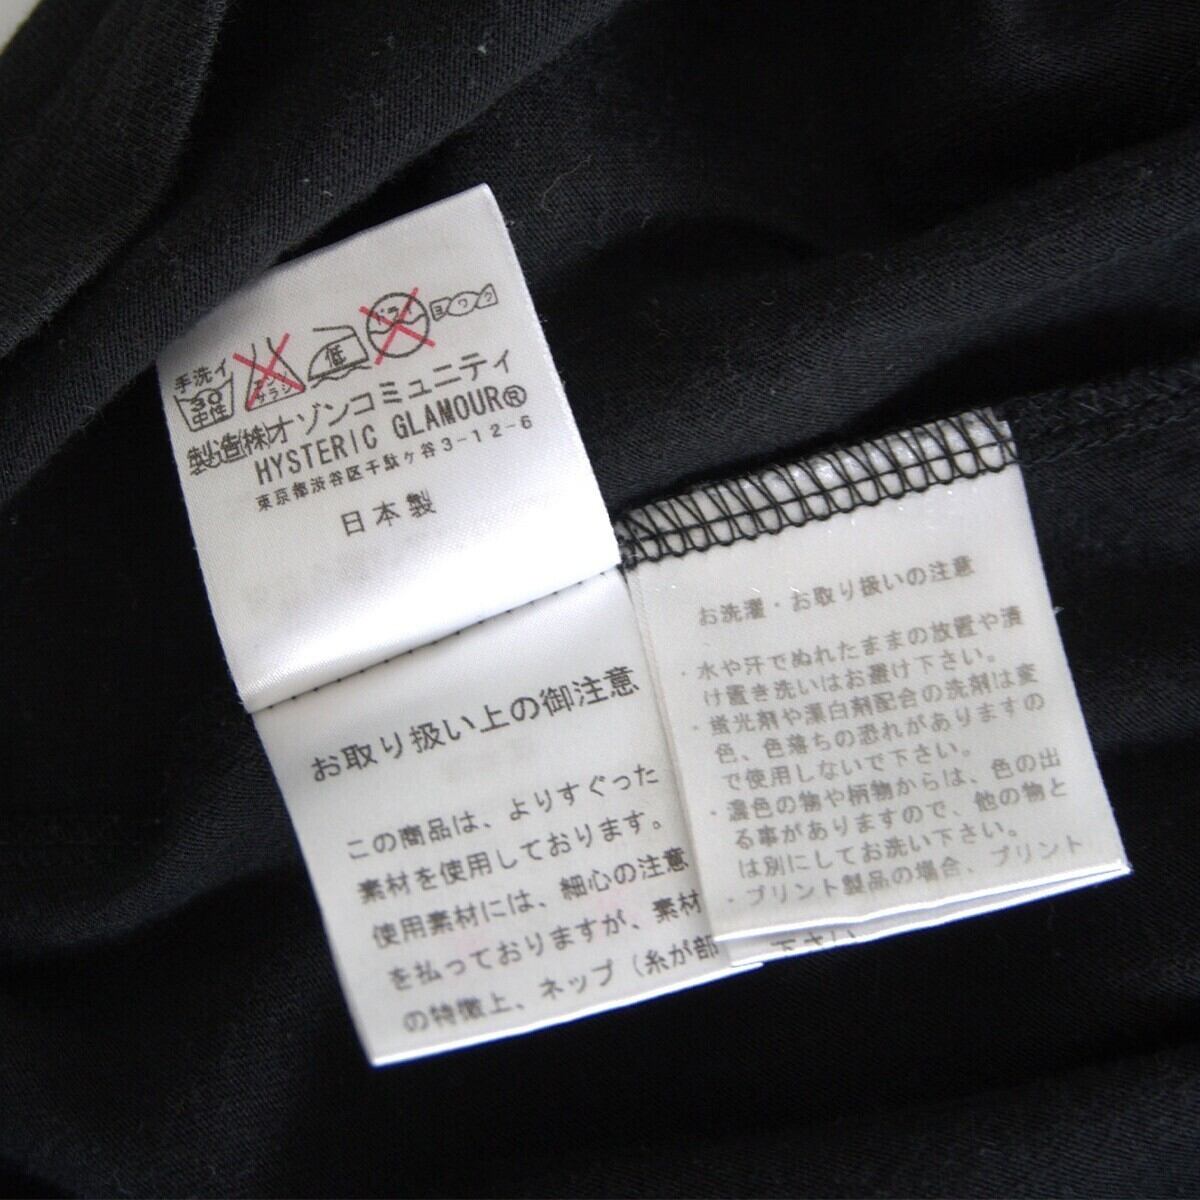 手洗イ
30
中性
エンソ
サラシ
低
ドライ
ヨワク
製造(株)オゾンコミュニティ
HYSTERIC GLAMOUR®
東京都渋谷区千駄ヶ谷3-12-6
日本製
お取り扱い上の御注意
この商品は、よりすぐった
素材を使用しております。
使用素材には、細心の注意
を払っておりますが、素材
の特徴上、ネップ（糸が部
お洗濯・お取り扱いの注意
・水や汗でぬれたままの放置や漬
け置き洗いはお避け下さい。
・蛍光剤や漂白剤配合の洗剤は変
色、色落ちの恐れがありますの
で使用しないで下さい。
・濃色の物や柄物からは、色の出
る事がありますので、他の物と
は別にしてお洗い下さい。
・プリント製品の場合、プリント
下さい